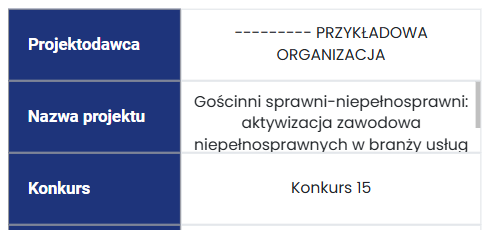 Projektodawca
--------- PRZYKŁADOWA
ORGANIZACJA
Nazwa projektu
Gościnni sprawni-niepełnosprawni:
aktywizacja zawodowa
niepełnosprawnych w branży usług
Konkurs
Konkurs 15